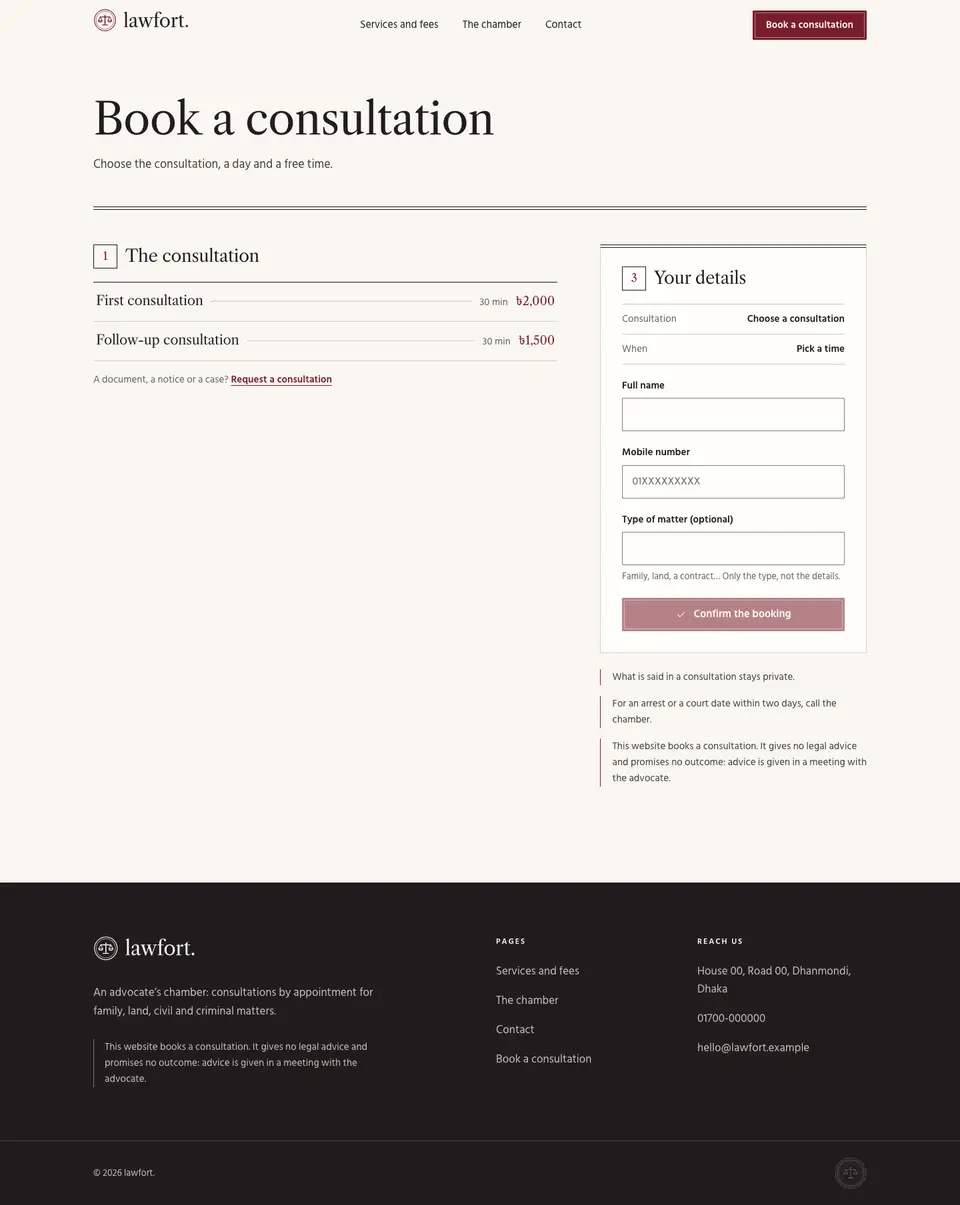 lawfort.
Services and fees
The chamber
Contact
Book a consultation
Book a consultation
Choose the consultation, a day and a free time.
1 The consultation
First consultation 30 min ৳2,000
Follow-up consultation 30 min ৳1,500
A document, a notice or a case? Request a consultation
3 Your details
Consultation Choose a consultation
When Pick a time
Full name
Mobile number
01XXXXXXXXX
Type of matter (optional)
Family, land, a contract… Only the type, not the details.
Confirm the booking
What is said in a consultation stays private.
For an arrest or a court date within two days, call the
chamber.
This website books a consultation. It gives no legal advice
and promises no outcome: advice is given in a meeting with
the advocate.
lawfort.
An advocate’s chamber: consultations by appointment for
family, land, civil and criminal matters.
This website books a consultation. It gives no legal advice and
promises no outcome: advice is given in a meeting with the
advocate.
PAGES
Services and fees
The chamber
Contact
Book a consultation
REACH US
House 00, Road 00, Dhanmondi,
Dhaka
01700-000000
hello@lawfort.example
© 2026 lawfort.